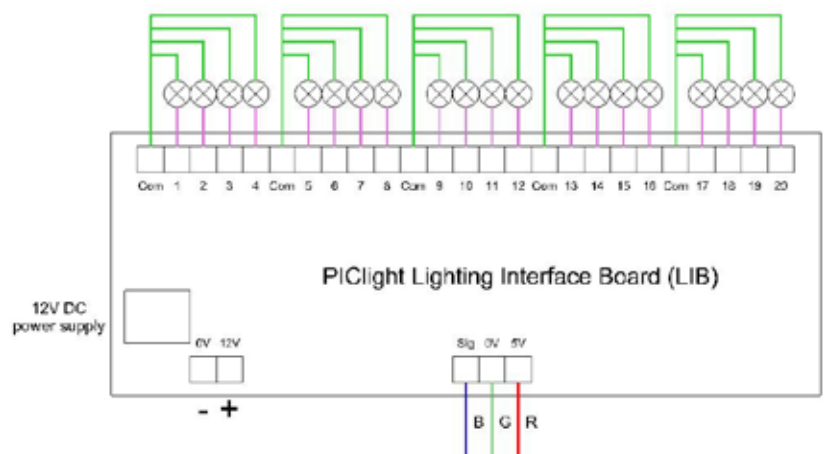 Com 1 2 3 4 Com 5 6 7 8 Com 9 10 11 12 Com 13 14 15 16 Com 17 18 19 20
PIClight Lighting Interface Board (LIB)
12V DC
power supply
0V 12V
Sig 0V 5V
- +
B G R